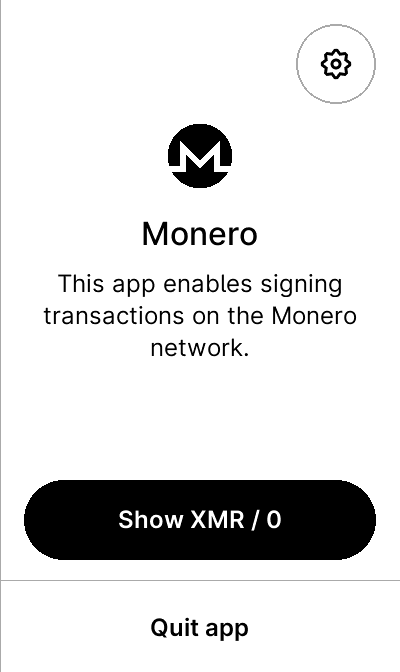 Monero
This app enables signing
transactions on the Monero
network.
Show XMR / 0
Quit app